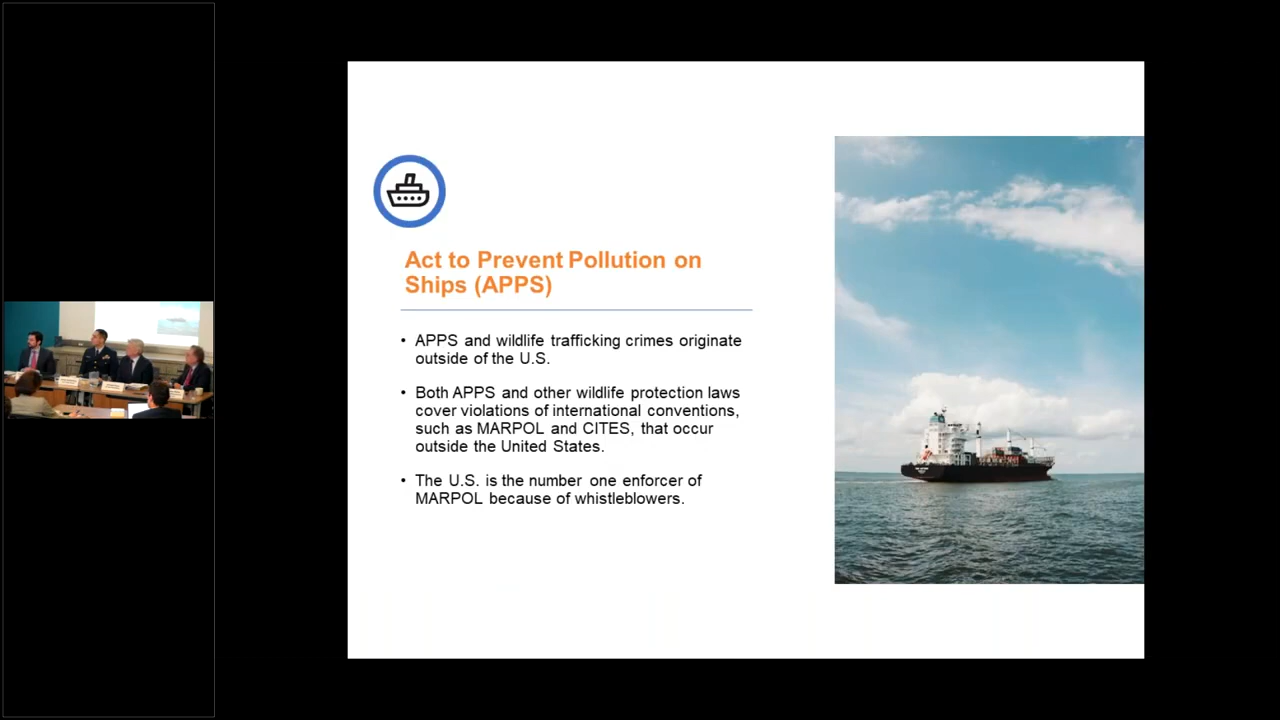 Act to Prevent Pollution on
Ships (APPS)
• APPS and wildlife trafficking crimes originate
outside of the U.S.
• Both APPS and other wildlife protection laws
cover violations of international conventions,
such as MARPOL and CITES, that occur
outside the United States.
• The U.S. is the number one enforcer of
MARPOL because of whistleblowers.